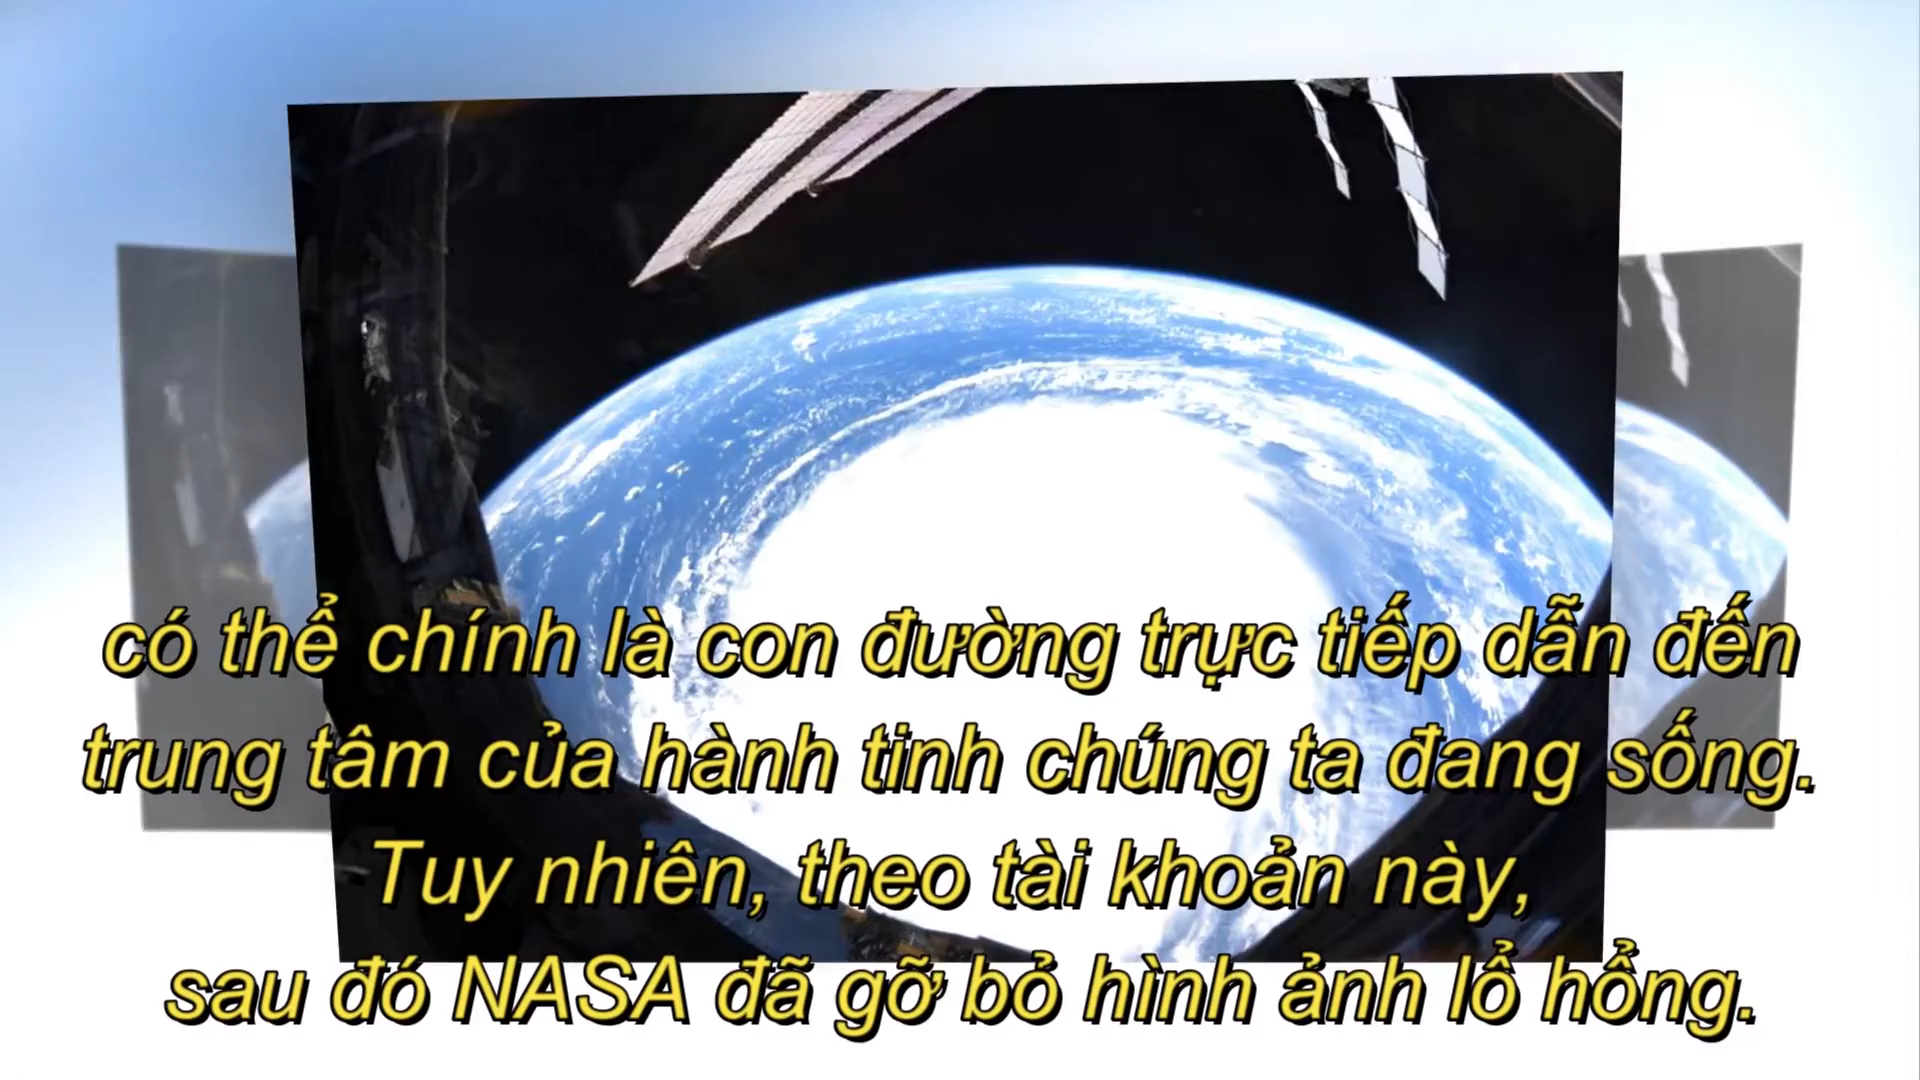 có thể chính là con đường trực tiếp dẫn đến
trung tâm của hành tinh chúng ta đang sống.
Tuy nhiên, theo tài khoản này,
sau đó NASA đã gỡ bỏ hình ảnh lổ hổng.